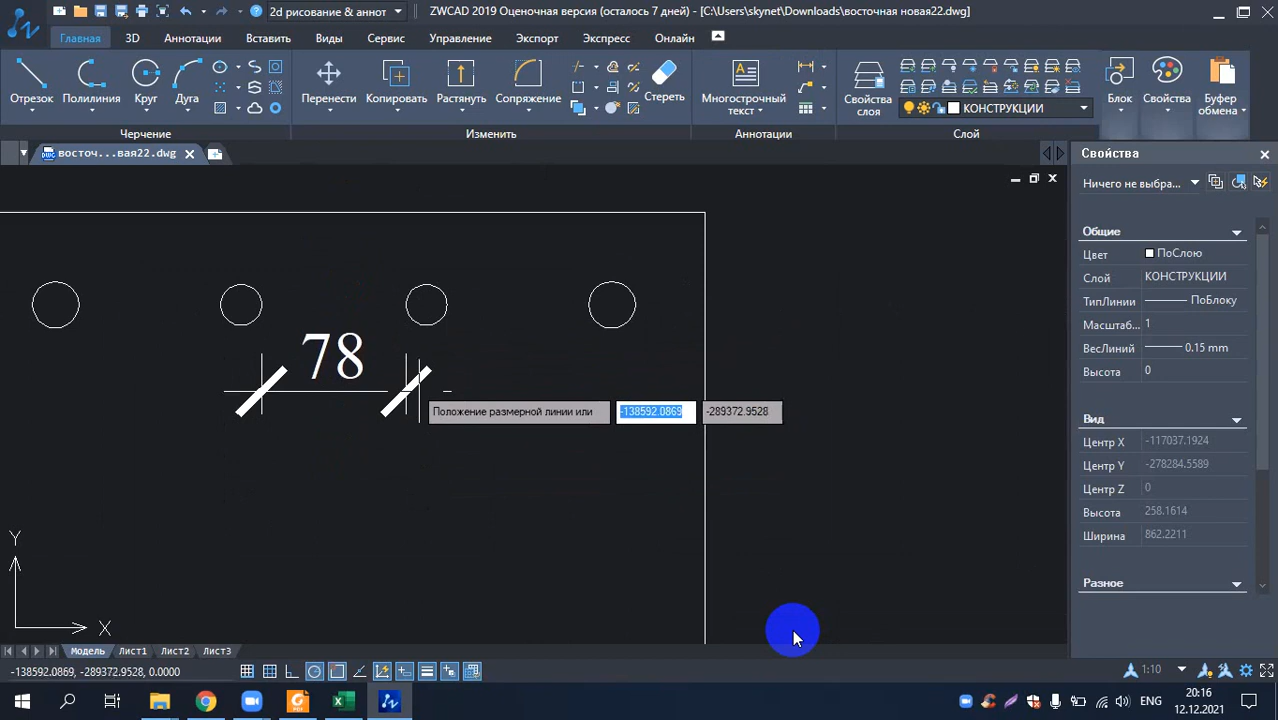 2d рисование & аннот
ZWCAD 2019 Оценочная версия (осталось 7 дней) - [C:\Users\skynet\Downloads\восточная новая22.dwg]
Главная 3D Аннотации Вставить Виды Сервис Управление Экспорт Экспресс Онлайн
Отрезок Полилиния Круг Дуга Перенести Копировать Растянуть Сопряжение Стереть Многострочный текст Свойства слоя КОНСТРУКЦИИ Блок Свойства Буфер обмена
Черчение Изменить Аннотации Слой
восточ...вая22.dwg
Свойства
Ничего не выбра...
Общие
Цвет ПоСлою
Слой КОНСТРУКЦИИ
ТипЛинии ПоБлоку
Масштаб... 1
ВесЛиний 0.15 mm
Высота 0
Вид
Центр X -117037.1924
Центр Y -278284.5589
Центр Z 0
Высота 258.1614
Ширина 862.2211
Разное
78
Положение размерной линии или -138592.0869 -289372.9528
Y
X
Модель Лист1 Лист2 Лист3
-138592.0869, -289372.9528, 0.0000
1:10
ENG
20:16
12.12.2021